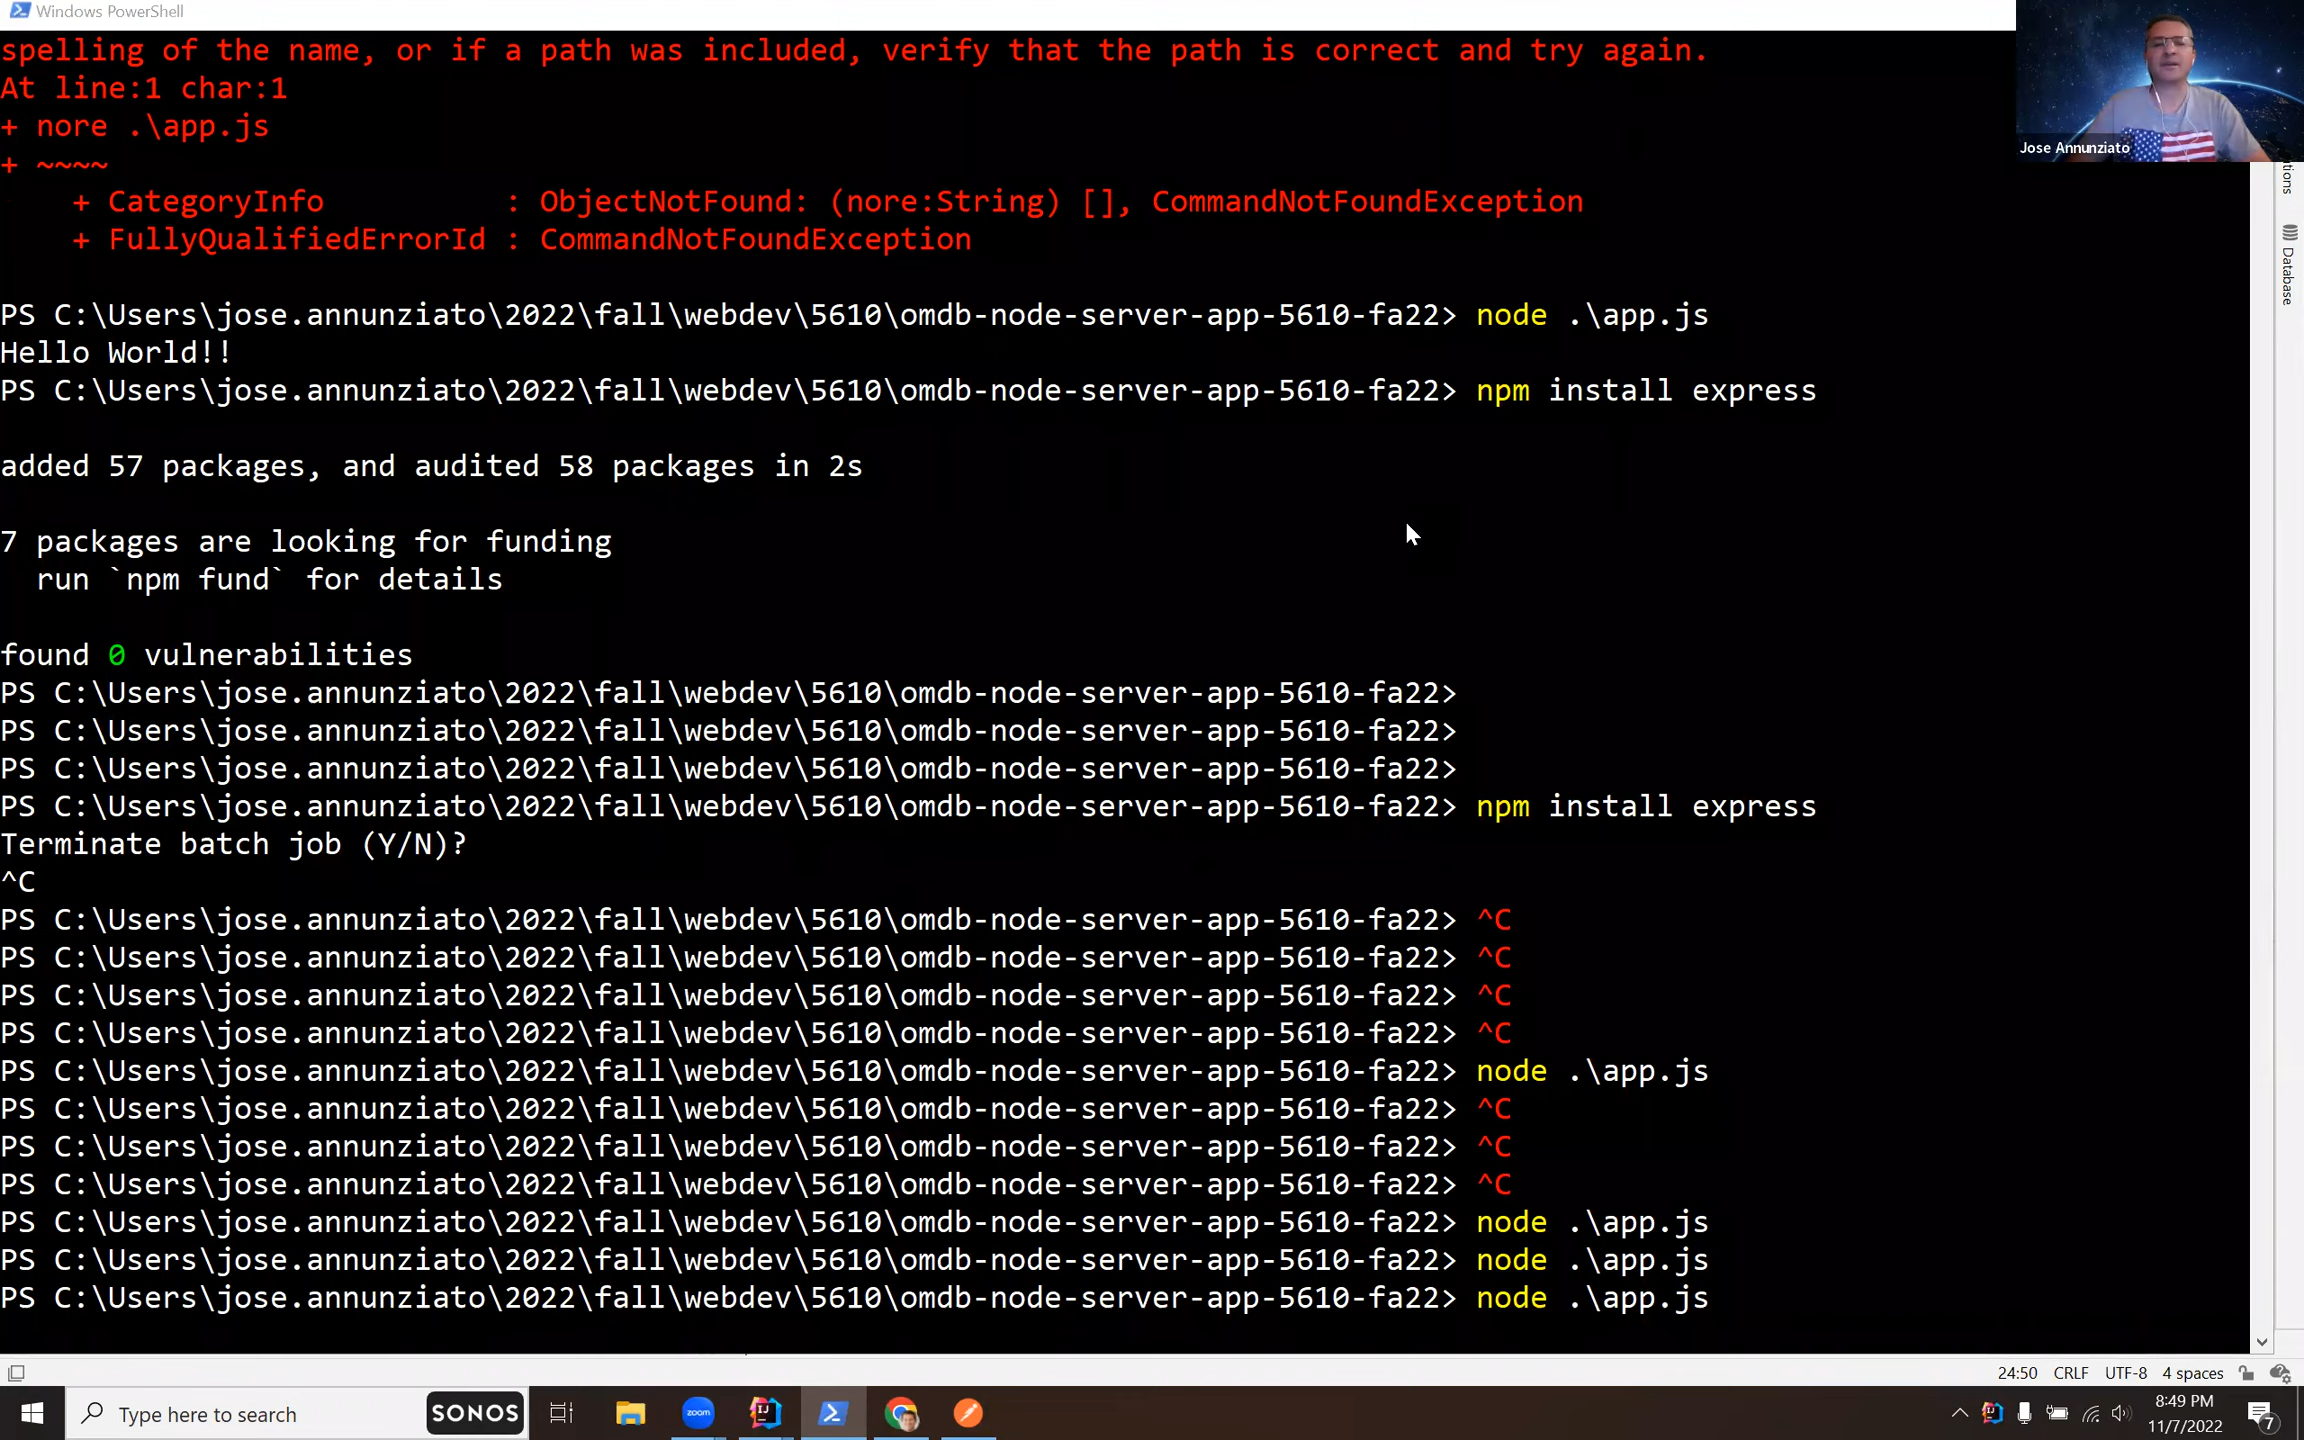 Windows PowerShell
spelling of the name, or if a path was included, verify that the path is correct and try again.
At line:1 char:1
+ nore .\app.js
+ ~~~~
    + CategoryInfo          : ObjectNotFound: (nore:String) [], CommandNotFoundException
    + FullyQualifiedErrorId : CommandNotFoundException
Jose Annunziato
tions
Database
PS C:\Users\jose.annunziato\2022\fall\webdev\5610\omdb-node-server-app-5610-fa22> node .\app.js
Hello World!!
PS C:\Users\jose.annunziato\2022\fall\webdev\5610\omdb-node-server-app-5610-fa22> npm install express
added 57 packages, and audited 58 packages in 2s
7 packages are looking for funding
  run `npm fund` for details
found 0 vulnerabilities
PS C:\Users\jose.annunziato\2022\fall\webdev\5610\omdb-node-server-app-5610-fa22>
PS C:\Users\jose.annunziato\2022\fall\webdev\5610\omdb-node-server-app-5610-fa22>
PS C:\Users\jose.annunziato\2022\fall\webdev\5610\omdb-node-server-app-5610-fa22>
PS C:\Users\jose.annunziato\2022\fall\webdev\5610\omdb-node-server-app-5610-fa22> npm install express
Terminate batch job (Y/N)?
^C
PS C:\Users\jose.annunziato\2022\fall\webdev\5610\omdb-node-server-app-5610-fa22> ^C
PS C:\Users\jose.annunziato\2022\fall\webdev\5610\omdb-node-server-app-5610-fa22> ^C
PS C:\Users\jose.annunziato\2022\fall\webdev\5610\omdb-node-server-app-5610-fa22> ^C
PS C:\Users\jose.annunziato\2022\fall\webdev\5610\omdb-node-server-app-5610-fa22> ^C
PS C:\Users\jose.annunziato\2022\fall\webdev\5610\omdb-node-server-app-5610-fa22> node .\app.js
PS C:\Users\jose.annunziato\2022\fall\webdev\5610\omdb-node-server-app-5610-fa22> ^C
PS C:\Users\jose.annunziato\2022\fall\webdev\5610\omdb-node-server-app-5610-fa22> ^C
PS C:\Users\jose.annunziato\2022\fall\webdev\5610\omdb-node-server-app-5610-fa22> ^C
PS C:\Users\jose.annunziato\2022\fall\webdev\5610\omdb-node-server-app-5610-fa22> node .\app.js
PS C:\Users\jose.annunziato\2022\fall\webdev\5610\omdb-node-server-app-5610-fa22> node .\app.js
PS C:\Users\jose.annunziato\2022\fall\webdev\5610\omdb-node-server-app-5610-fa22> node .\app.js
24:50 CRLF UTF-8 4 spaces
Type here to search
SONOS
zoom
IJ
8:49 PM
11/7/2022
7